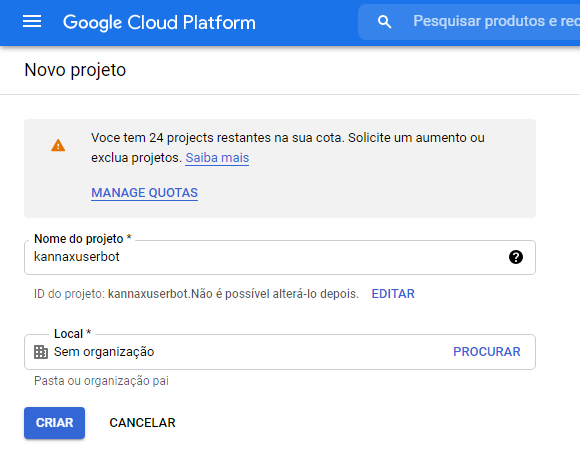 Google Cloud Platform
Pesquisar produtos e rec
Novo projeto
Voce tem 24 projects restantes na sua cota. Solicite um aumento ou
exclua projetos. Saiba mais
MANAGE QUOTAS
Nome do projeto *
kannaxuserbot
ID do projeto: kannaxuserbot.Não é possível alterá-lo depois. EDITAR
Local *
Sem organização PROCURAR
Pasta ou organização pai
CRIAR CANCELAR